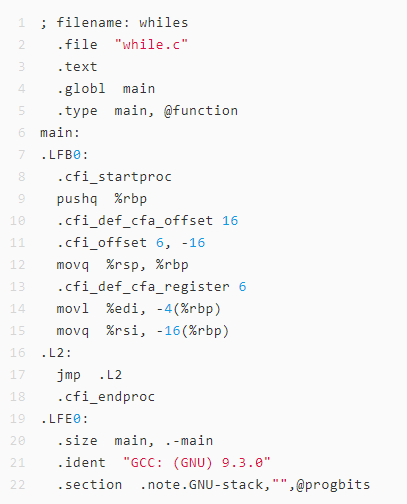 1 ; filename: whiles
2 .file "while.c"
3 .text
4 .globl main
5 .type main, @function
6 main:
7 .LFB0:
8 .cfi_startproc
9 pushq %rbp
10 .cfi_def_cfa_offset 16
11 .cfi_offset 6, -16
12 movq %rsp, %rbp
13 .cfi_def_cfa_register 6
14 movl %edi, -4(%rbp)
15 movq %rsi, -16(%rbp)
16 .L2:
17 jmp .L2
18 .cfi_endproc
19 .LFE0:
20 .size main, .-main
21 .ident "GCC: (GNU) 9.3.0"
22 .section .note.GNU-stack,"",@progbits